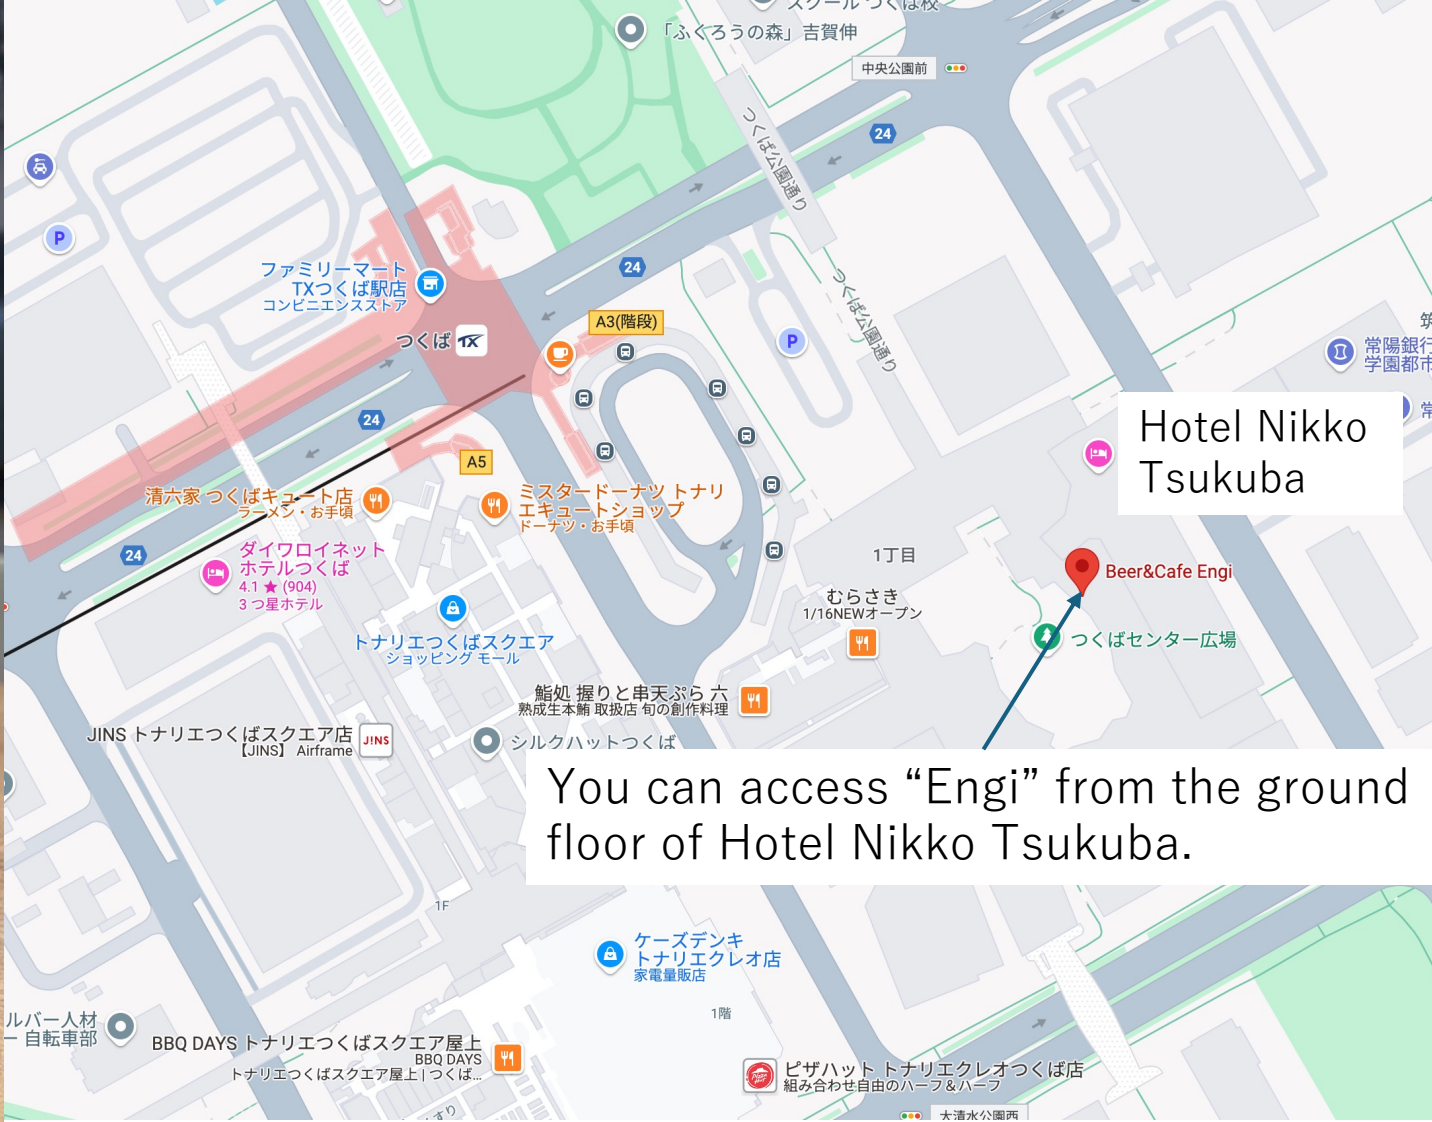 スクール つくば校
「ふくろうの森」吉賀伸
中央公園前
24
つくば公園通り
P
ファミリーマート
TXつくば駅店
コンビニエンスストア
24
つくば公園通り
つくば TX
A3(階段)
P
筑
常陽銀行
学園都市
常
24
Hotel Nikko
Tsukuba
A5
清六家 つくばキュート店
ラーメン・お手頃
ミスタードーナツ トナリ
エキュートショップ
ドーナツ・お手頃
24
ダイワロイネット
ホテルつくば
4.1 ★ (904)
3 つ星ホテル
1丁目
Beer&Cafe Engi
むらさき
1/16NEWオープン
トナリエつくばスクエア
ショッピング モール
つくばセンター広場
鮨処 握りと串天ぷら 六
熟成生本鮪 取扱店 旬の創作料理
JINS トナリエつくばスクエア店
【JINS】 Airframe
J!NS
シルクハットつくば
You can access “Engi” from the ground
floor of Hotel Nikko Tsukuba.
1F
ケーズデンキ
トナリエクレオ店
家電量販店
1階
ルバー人材
ー 自転車部
BBQ DAYS トナリエつくばスクエア屋上
BBQ DAYS
トナリエつくばスクエア屋上 | つくば...
Pizza Hut
ピザハット トナリエクレオつくば店
組み合わせ自由のハーフ＆ハーフ
大清水公園西